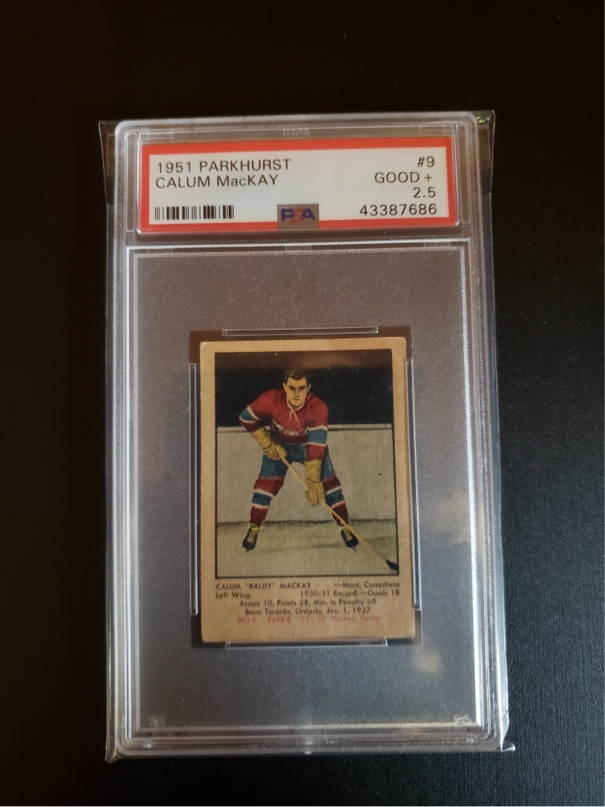 1951 PARKHURST #9
CALUM MacKAY GOOD +
2.5
PSA 43387686
CALUM "BALDY" MACKAY —Mont. Canadiens
Left Wing. 1950-51 Record:—Goals 18
Assists 10, Points 28, Min. in Penalty 69
Born: Toronto, Ontario, Jan. 1, 1927
PARKIE 1951-52 Hockey Series